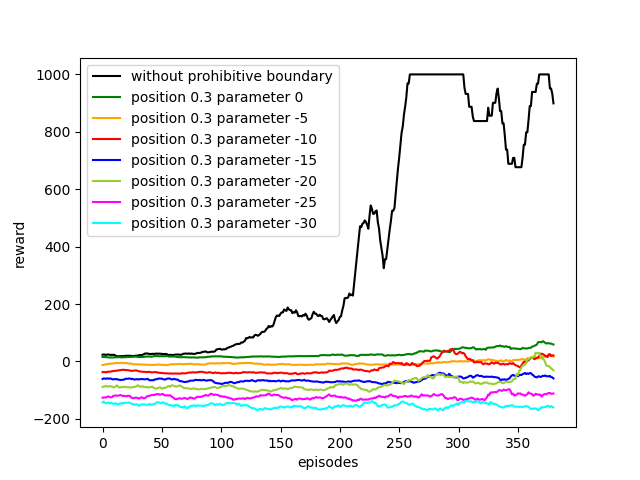 1000
800
600
400
200
0
−200
reward
without prohibitive boundary
position 0.3 parameter 0
position 0.3 parameter -5
position 0.3 parameter -10
position 0.3 parameter -15
position 0.3 parameter -20
position 0.3 parameter -25
position 0.3 parameter -30
0 50 100 150 200 250 300 350
episodes